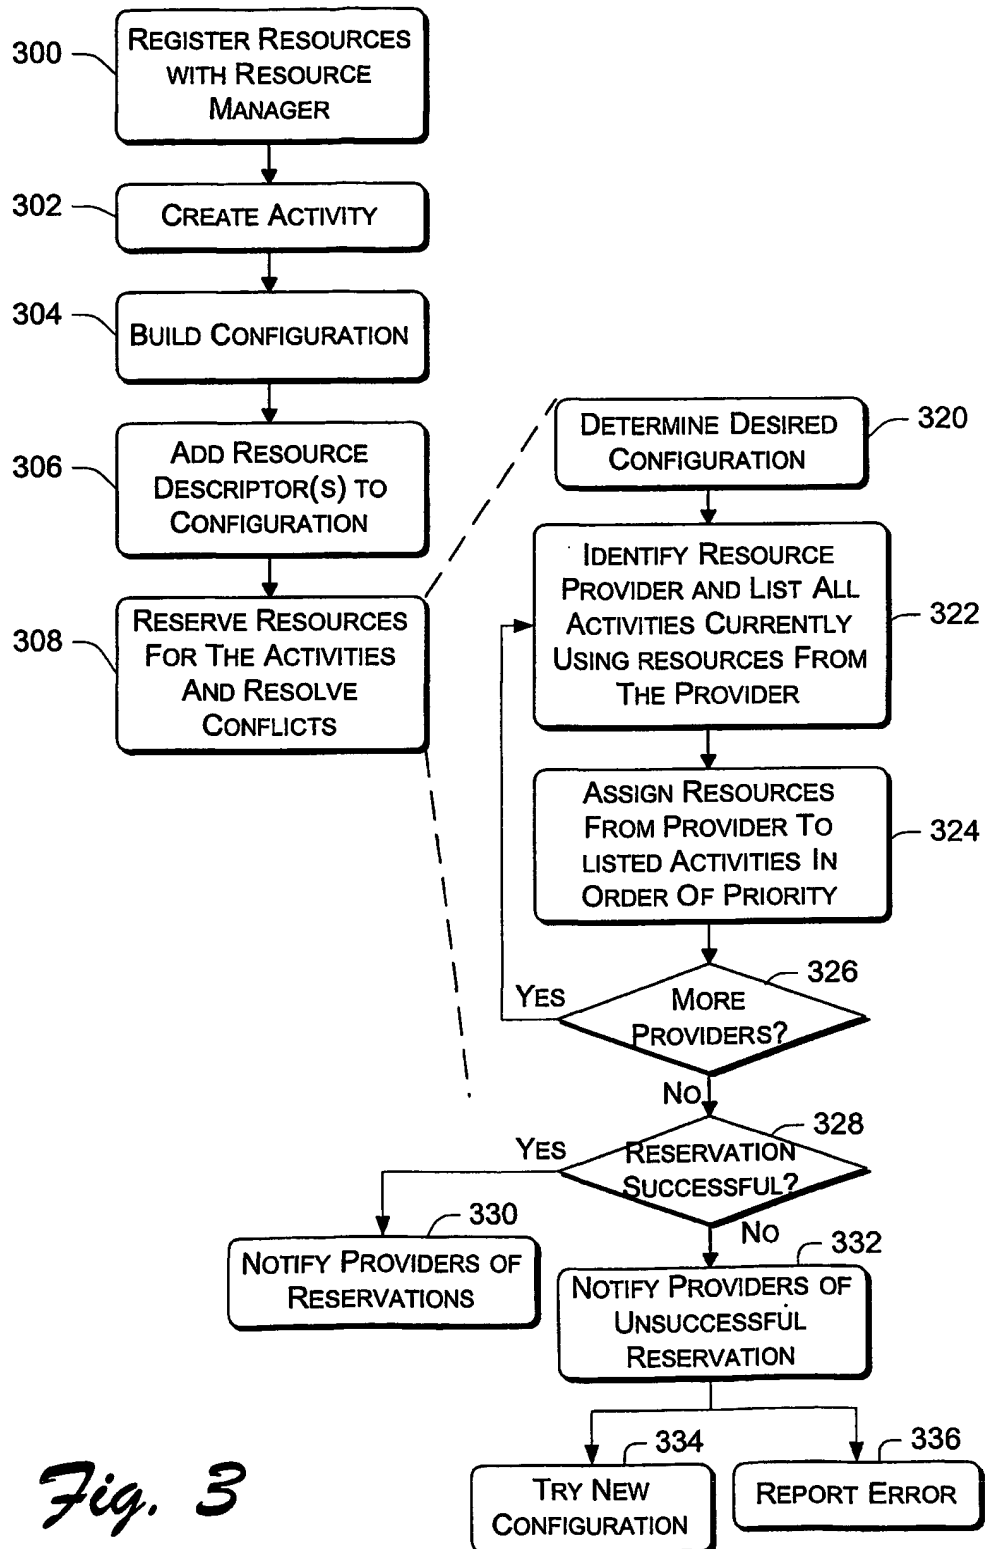 300
REGISTER RESOURCES
WITH RESOURCE
MANAGER
302
CREATE ACTIVITY
304
BUILD CONFIGURATION
306
ADD RESOURCE
DESCRIPTOR(S) TO
CONFIGURATION
308
RESERVE RESOURCES
FOR THE ACTIVITIES
AND RESOLVE
CONFLICTS
DETERMINE DESIRED
CONFIGURATION
320
IDENTIFY RESOURCE
PROVIDER AND LIST ALL
ACTIVITIES CURRENTLY
USING RESOURCES FROM
THE PROVIDER
322
ASSIGN RESOURCES
FROM PROVIDER TO
LISTED ACTIVITIES IN
ORDER OF PRIORITY
324
326
YES
MORE
PROVIDERS?
NO
328
YES
RESERVATION
SUCCESSFUL?
NO
330
NOTIFY PROVIDERS OF
RESERVATIONS
332
NOTIFY PROVIDERS OF
UNSUCCESSFUL
RESERVATION
334
TRY NEW
CONFIGURATION
336
REPORT ERROR
Fig. 3